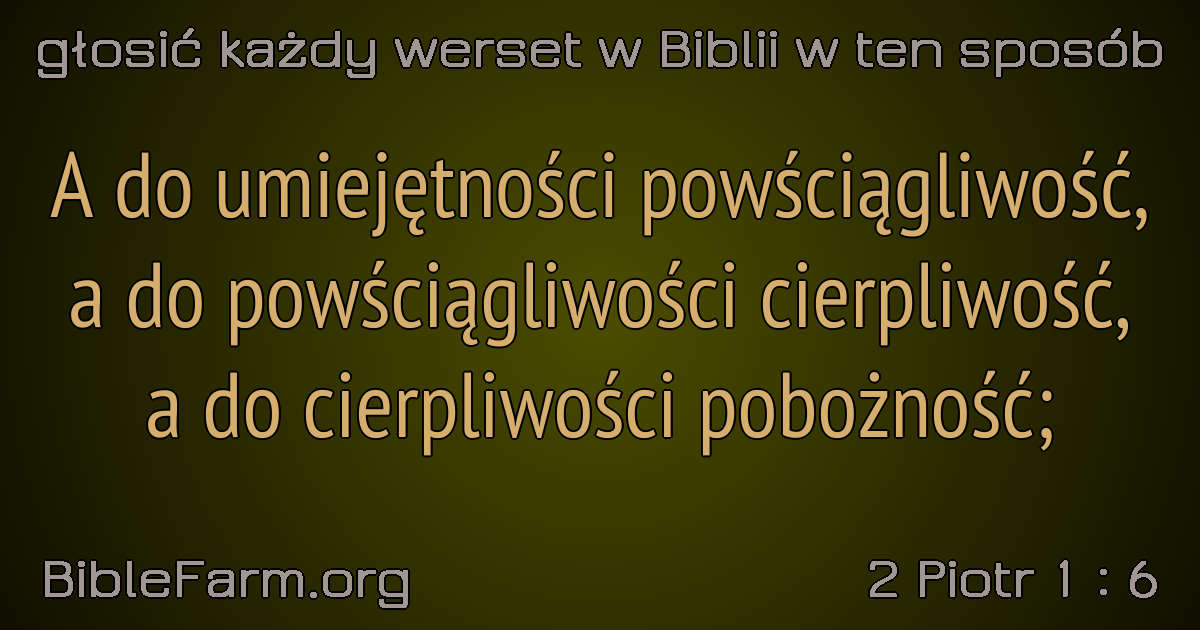 głosić każdy werset w Biblii w ten sposób
A do umiejętności powściągliwość,
a do powściągliwości cierpliwość,
a do cierpliwości pobożność;
BibleFarm.org
2 Piotr 1 : 6